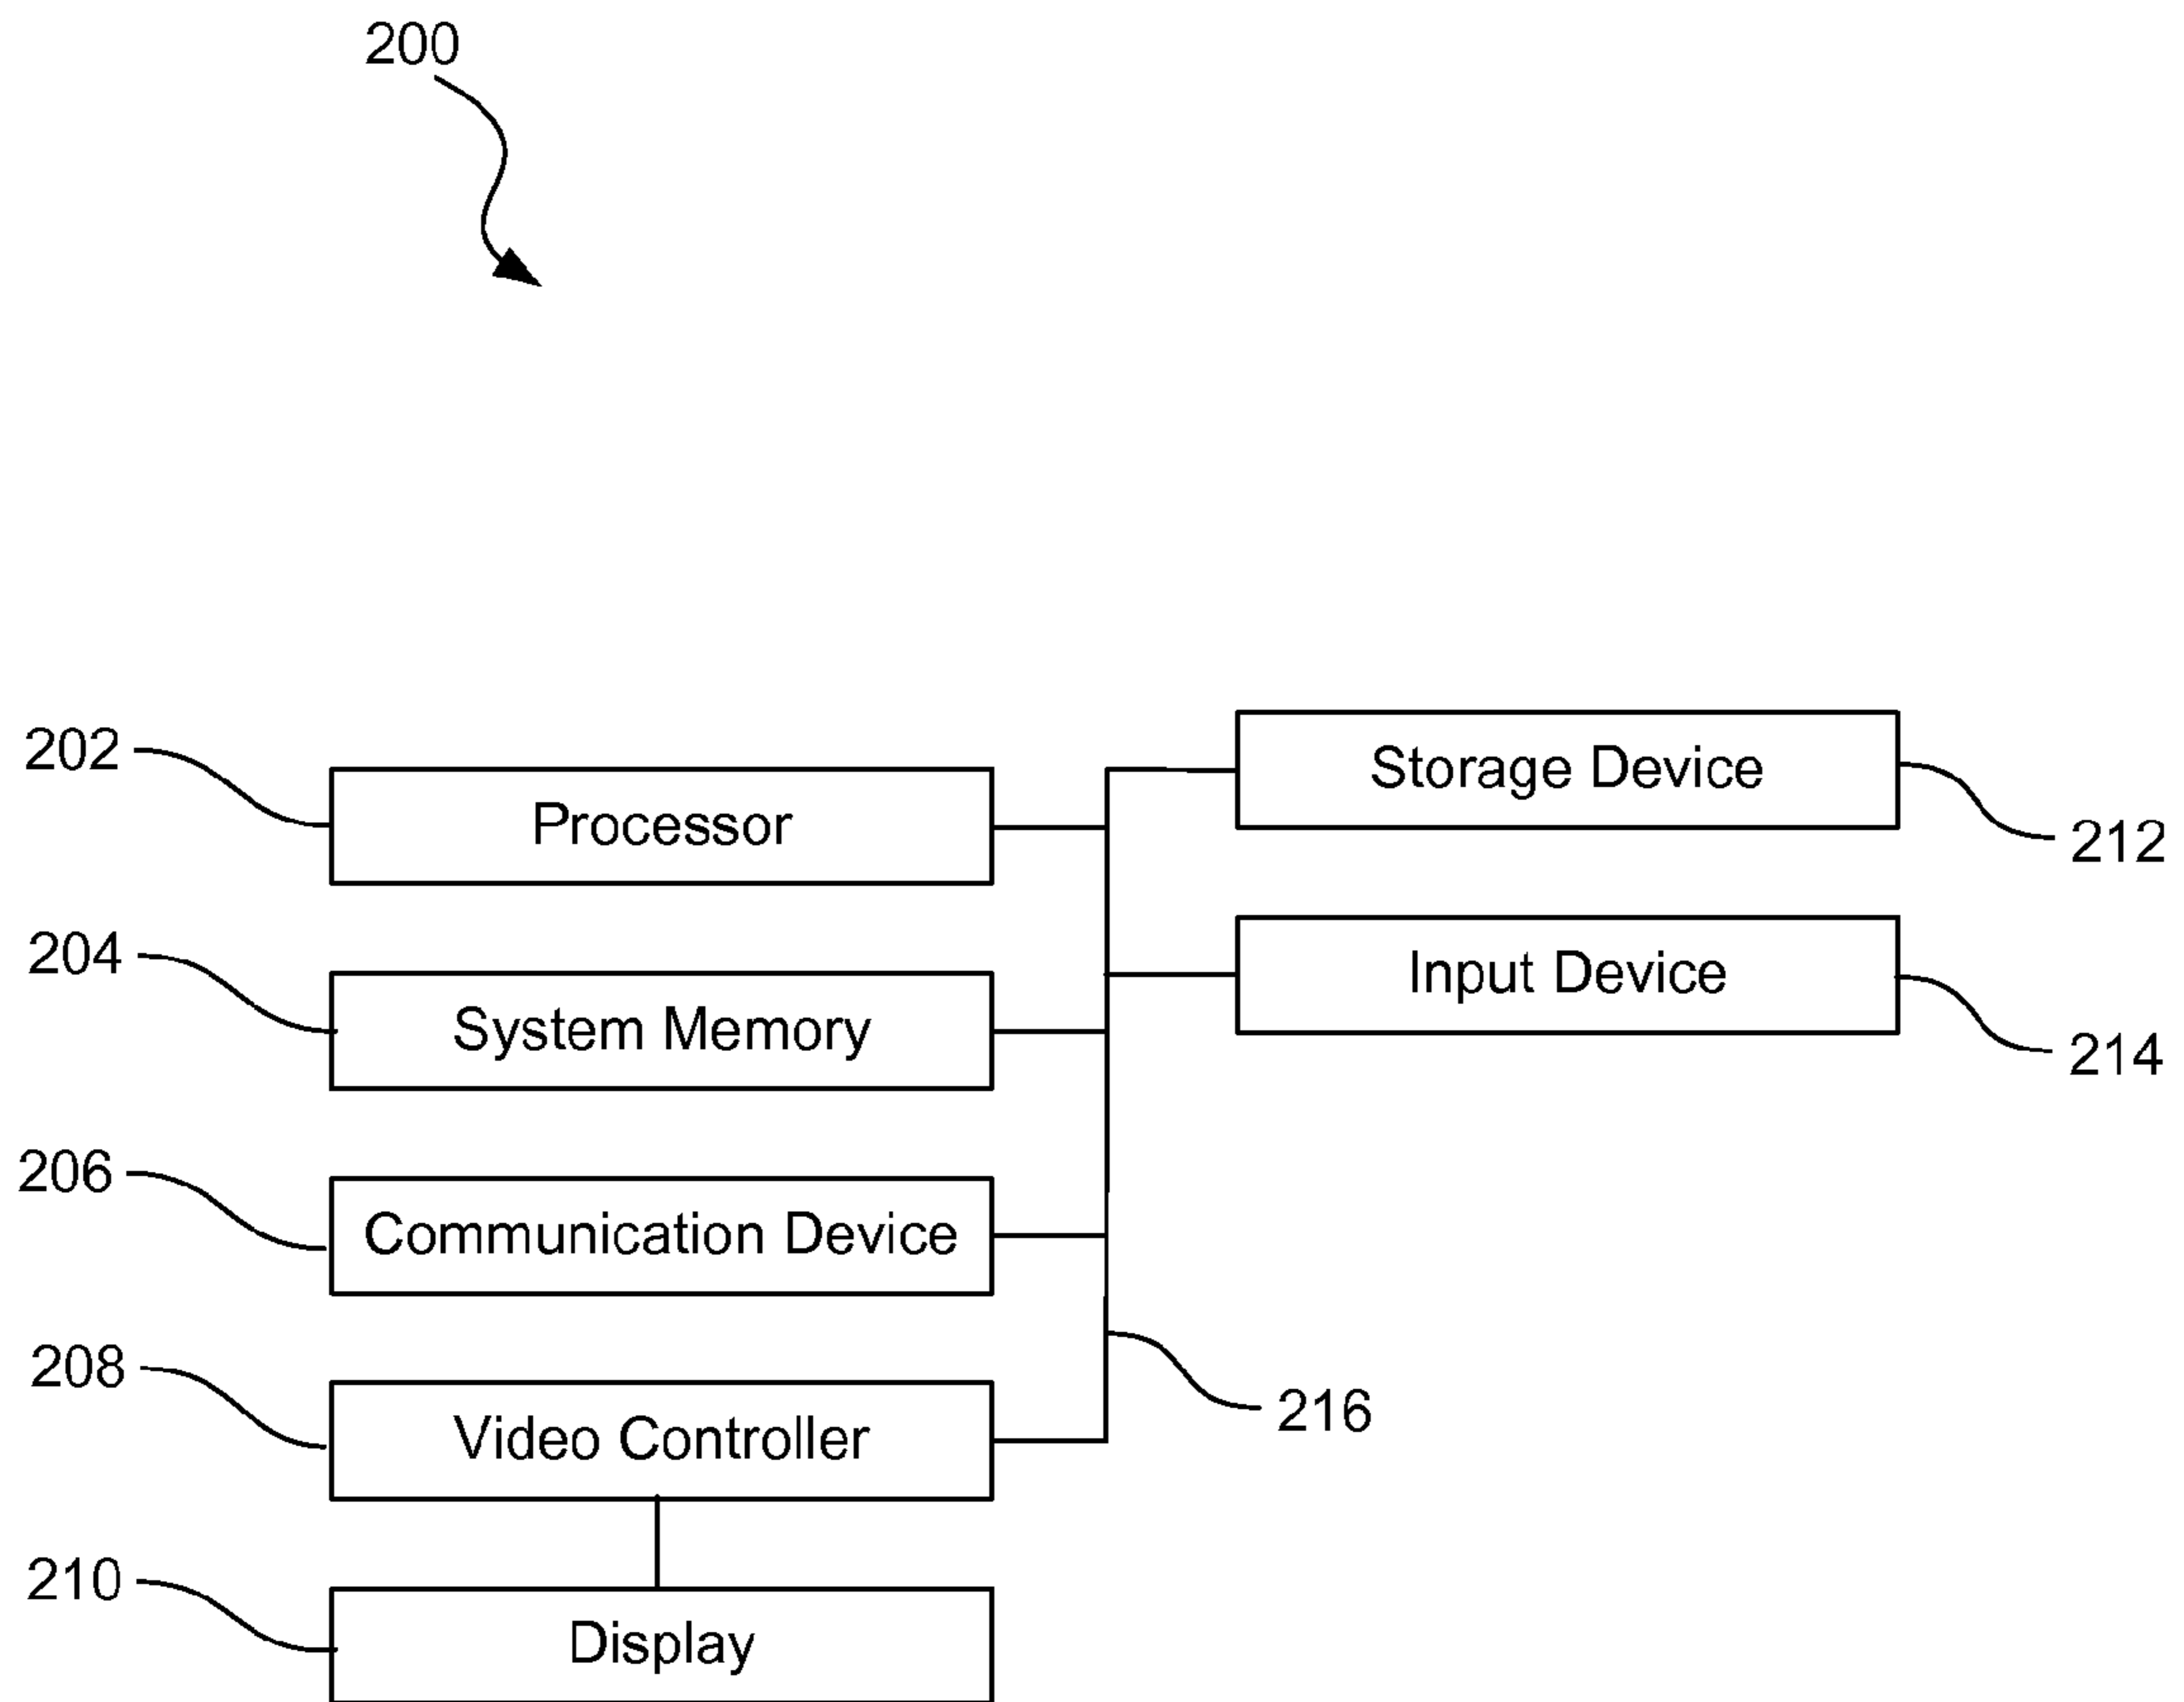 200
202
Processor
Storage Device
212
204
System Memory
Input Device
214
206
Communication Device
208
Video Controller
216
210
Display